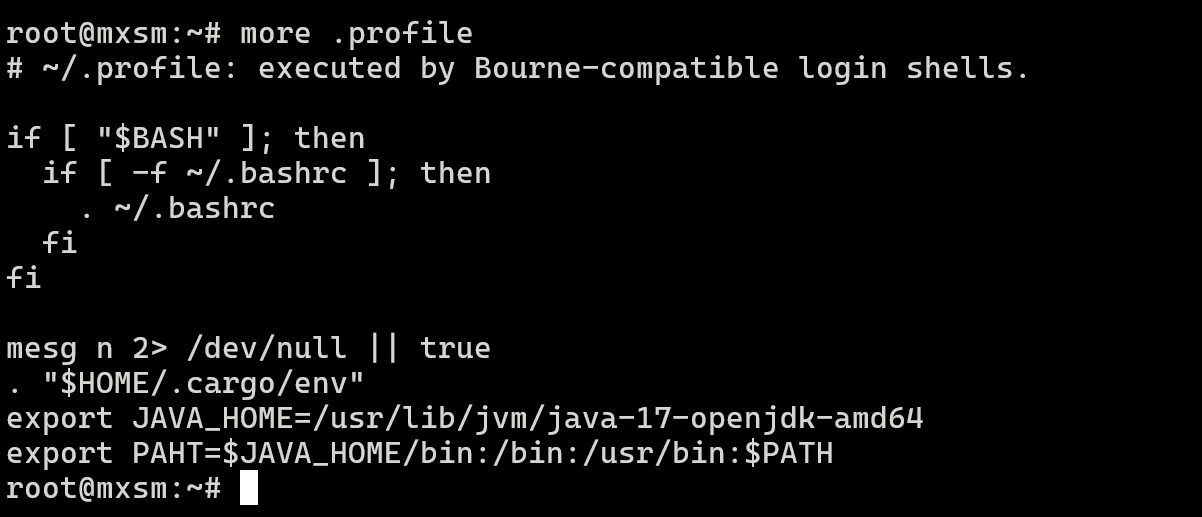 root@mxsm:~# more .profile
# ~/.profile: executed by Bourne-compatible login shells.

if [ "$BASH" ]; then
  if [ -f ~/.bashrc ]; then
    . ~/.bashrc
  fi
fi

mesg n 2> /dev/null || true
. "$HOME/.cargo/env"
export JAVA_HOME=/usr/lib/jvm/java-17-openjdk-amd64
export PAHT=$JAVA_HOME/bin:/bin:/usr/bin:$PATH
root@mxsm:~#